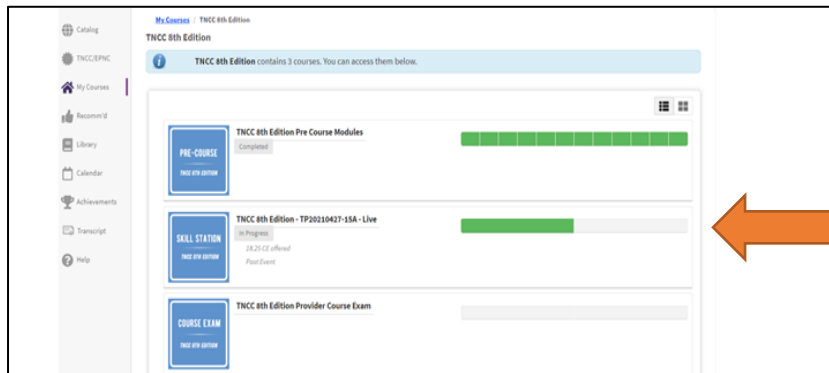 My Courses / TNCC 8th Edition
TNCC 8th Edition
TNCC 8th Edition contains 3 courses. You can access them below.
Catalog
TNCC/EPNC
My Courses
Recomm'd
Library
Calendar
Achievements
Transcript
Help
PRE-COURSE
TNCC 8TH EDITION
TNCC 8th Edition Pre Course Modules
Completed
SKILL STATION
TNCC 8TH EDITION
TNCC 8th Edition - TP20210427-15A - Live
In Progress
18.25 CE offered
Past Event
COURSE EXAM
TNCC 8TH EDITION
TNCC 8th Edition Provider Course Exam